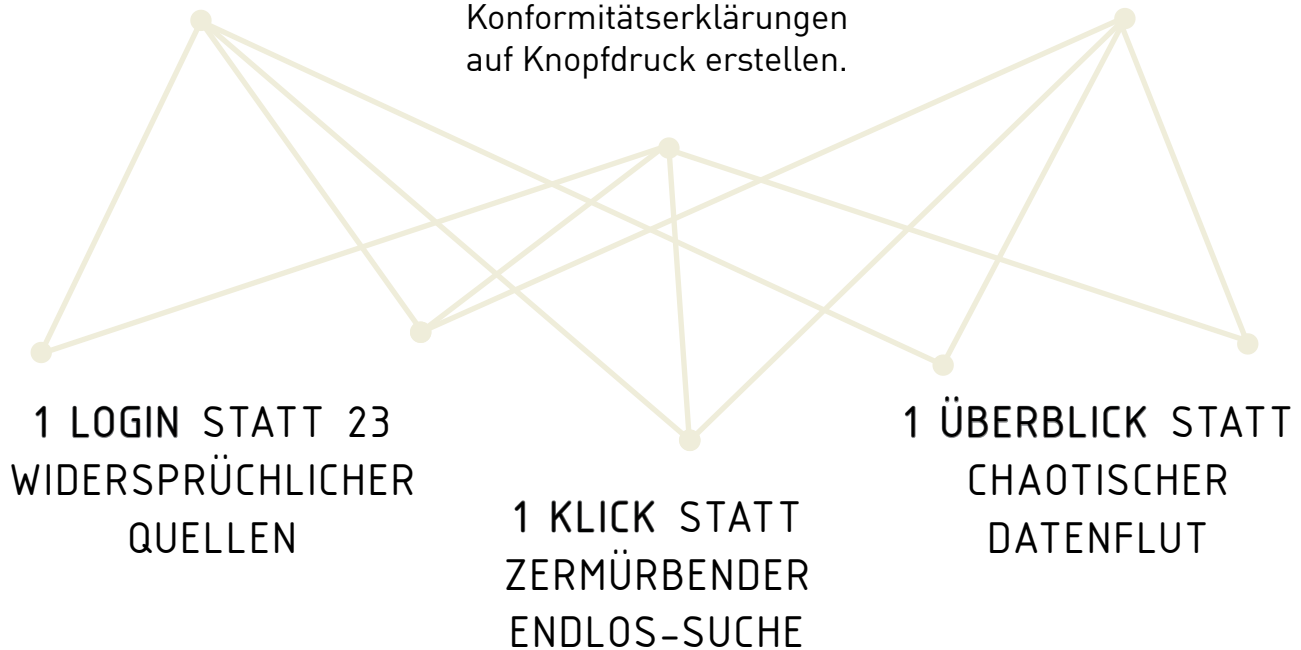 Konformitätserklärungen
auf Knopfdruck erstellen.
1 LOGIN STATT 23
WIDERSPRÜCHLICHER
QUELLEN
1 KLICK STATT
ZERMÜRBENDER
ENDLOS-SUCHE
1 ÜBERBLICK STATT
CHAOTISCHER
DATENFLUT